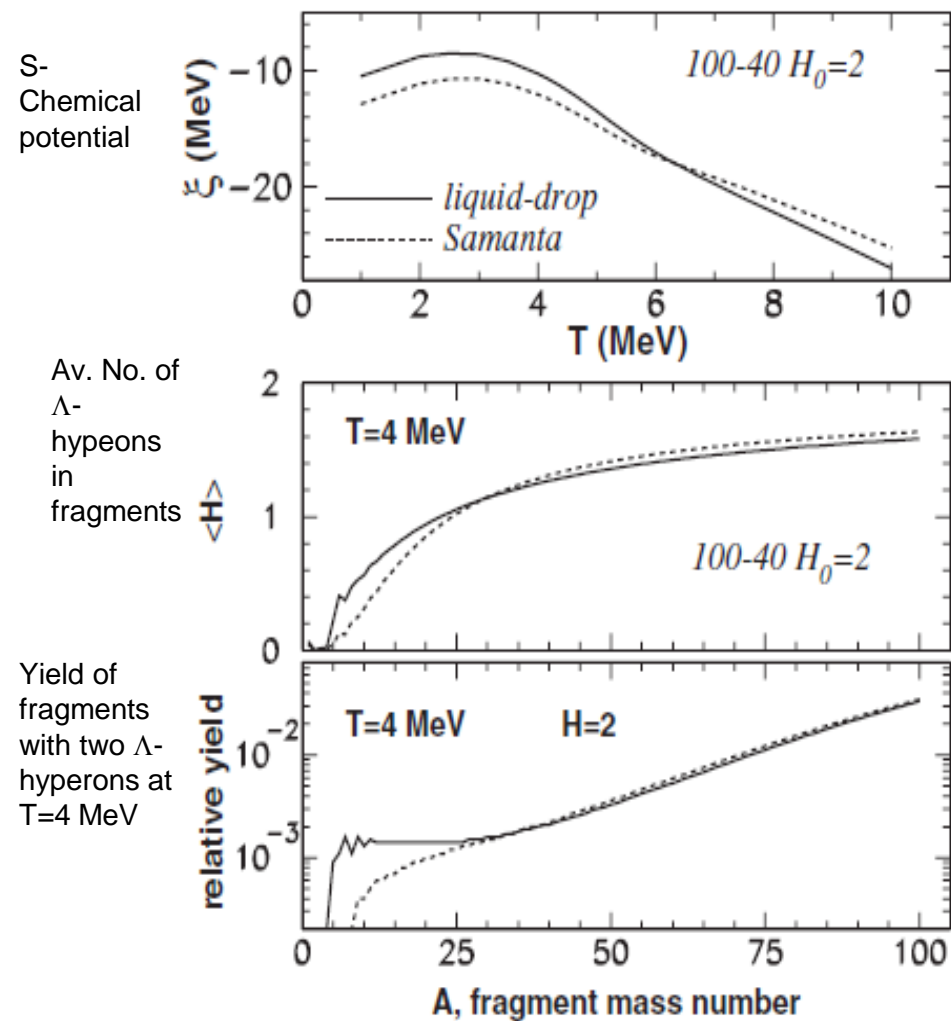 S-
Chemical
potential
ξ (MeV)
−10
−20
100-40 H₀=2
liquid-drop
Samanta
0 2 4 6 8 10
T (MeV)
Av. No. of
Λ-
hypeons
in
fragments
<H>
2
1
0
T=4 MeV
100-40 H₀=2
Yield of
fragments
with two Λ-
hyperons at
T=4 MeV
relative yield
10⁻²
10⁻³
T=4 MeV H=2
0 25 50 75 100
A, fragment mass number